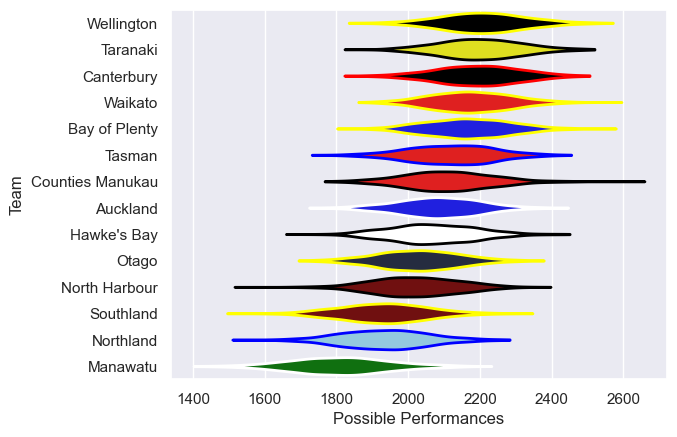 Wellington
Taranaki
Canterbury
Waikato
Bay of Plenty
Tasman
Counties Manukau
Auckland
Hawke's Bay
Otago
North Harbour
Southland
Northland
Manawatu
Team
1400 1600 1800 2000 2200 2400 2600
Possible Performances